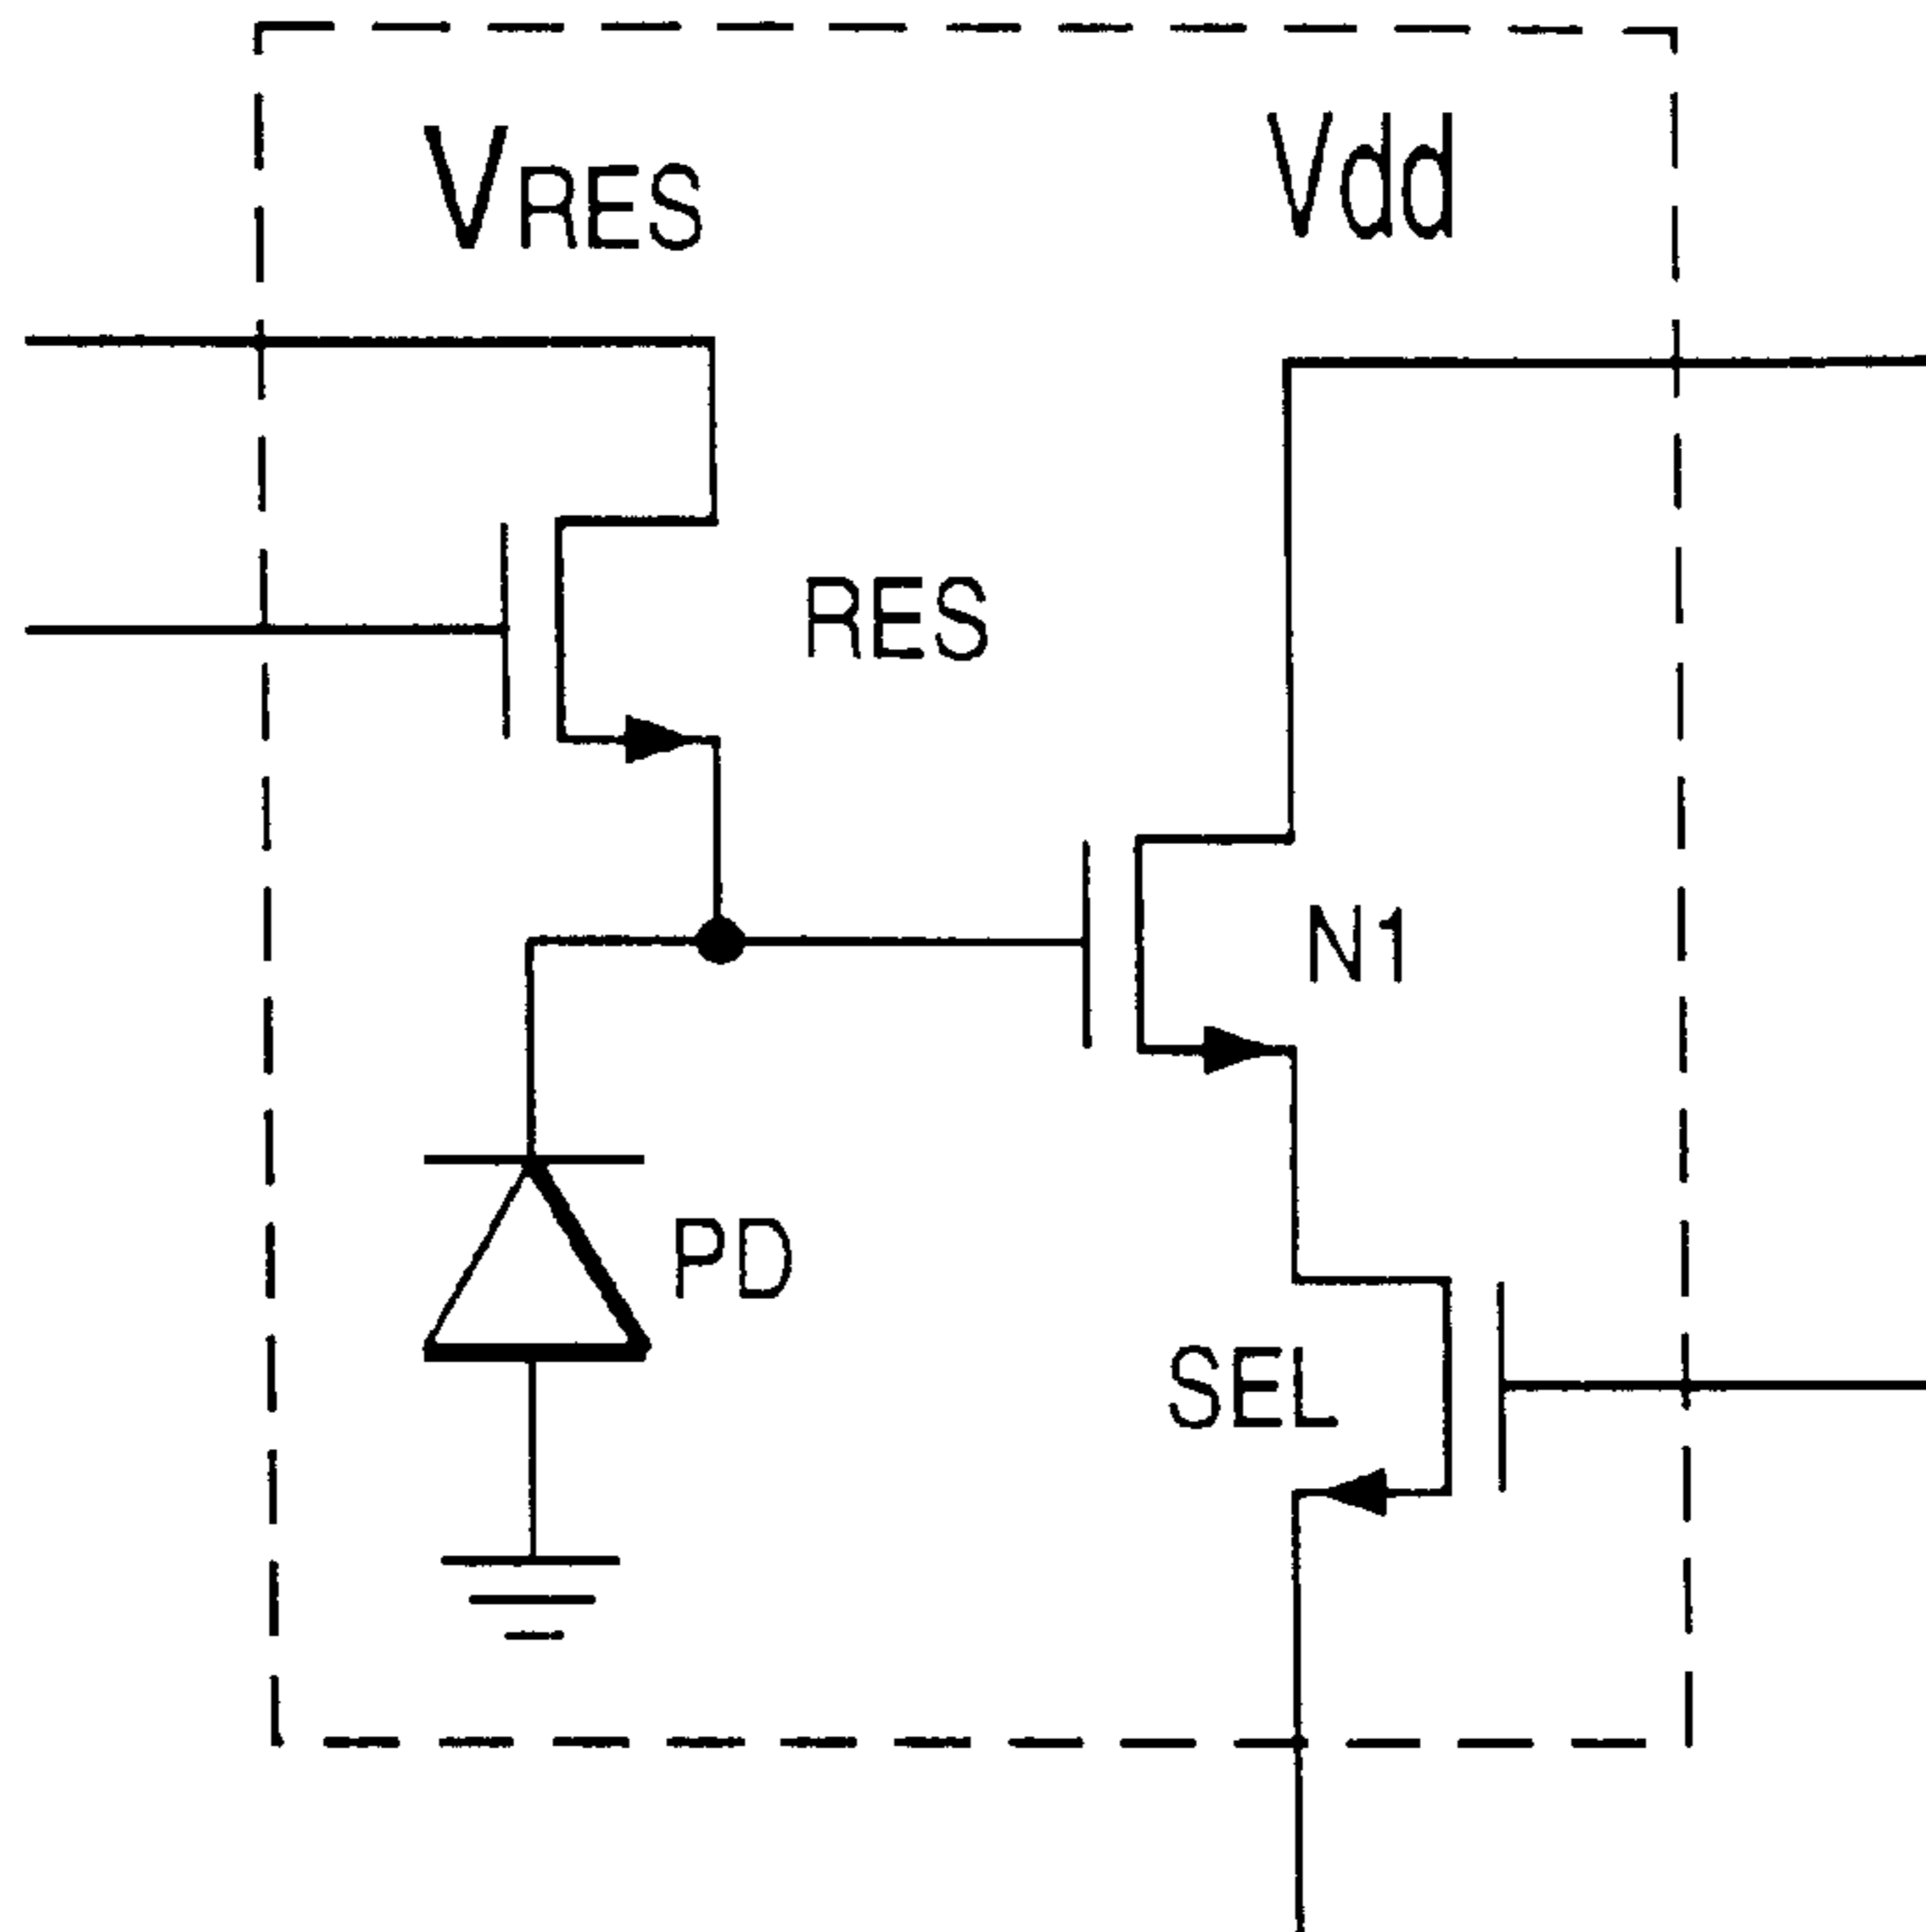 VRES
Vdd
RES
N1
PD
SEL